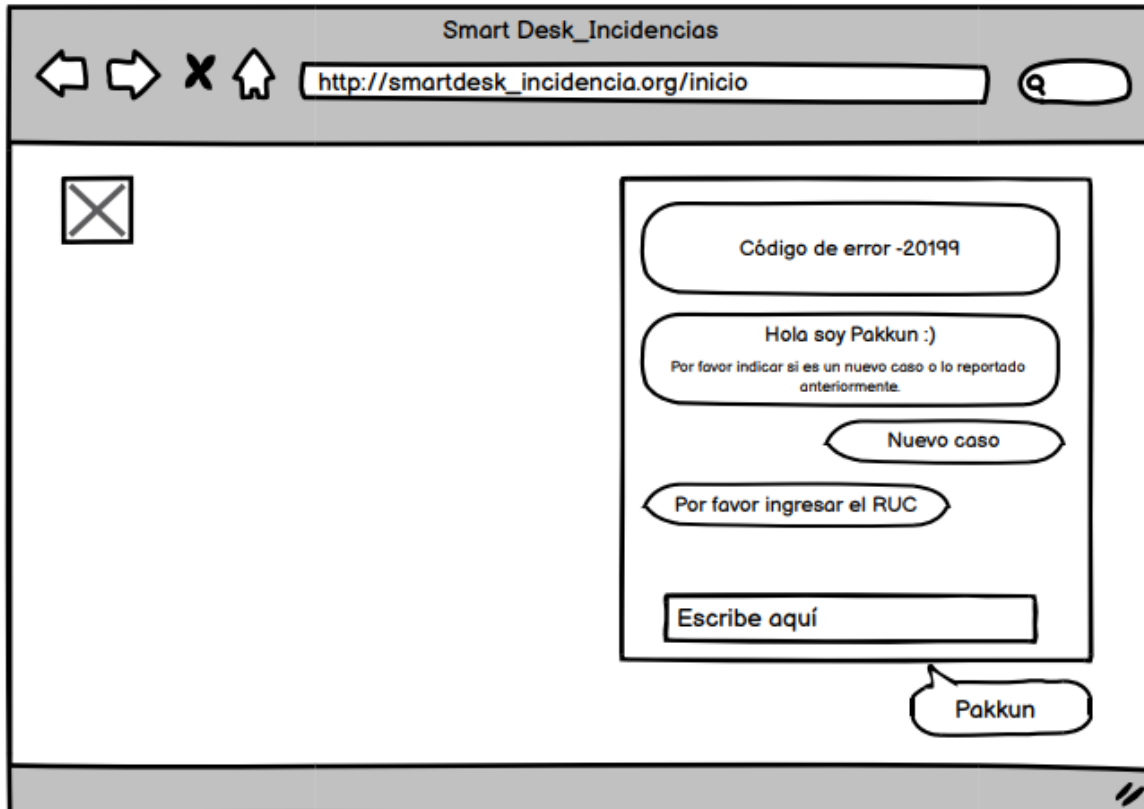 Smart Desk_Incidencias
http://smartdesk_incidencia.org/inicio
Código de error -20199
Hola soy Pakkun :)
Por favor indicar si es un nuevo caso o lo reportado
anteriormente.
Nuevo caso
Por favor ingresar el RUC
Escribe aquí
Pakkun